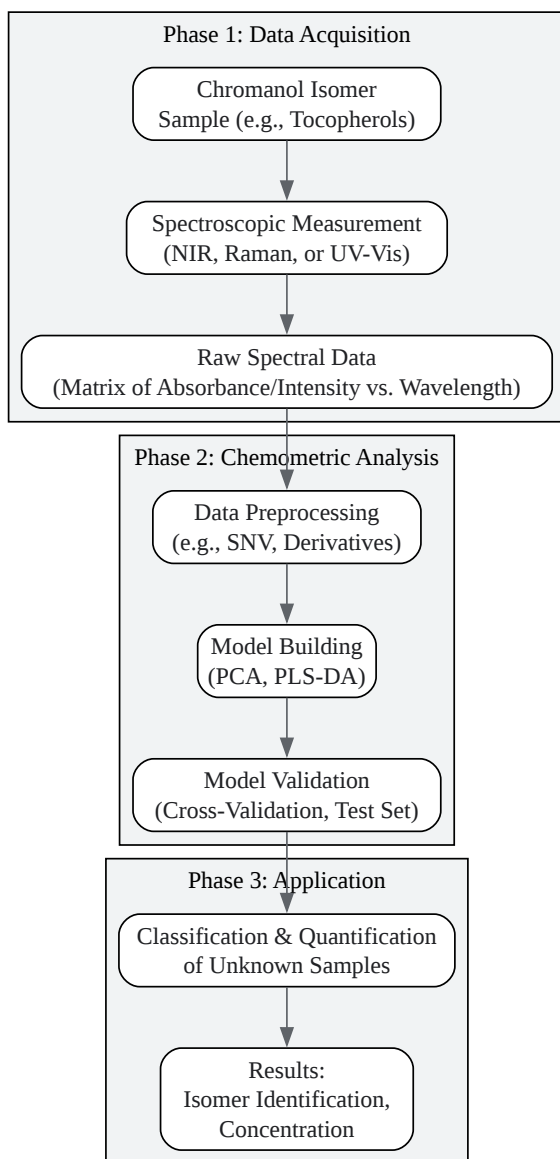 Phase 1: Data Acquisition
Chromanol Isomer
Sample (e.g., Tocopherols)
Spectroscopic Measurement
(NIR, Raman, or UV-Vis)
Raw Spectral Data
(Matrix of Absorbance/Intensity vs. Wavelength)
Phase 2: Chemometric Analysis
Data Preprocessing
(e.g., SNV, Derivatives)
Model Building
(PCA, PLS-DA)
Model Validation
(Cross-Validation, Test Set)
Phase 3: Application
Classification & Quantification
of Unknown Samples
Results:
Isomer Identification,
Concentration